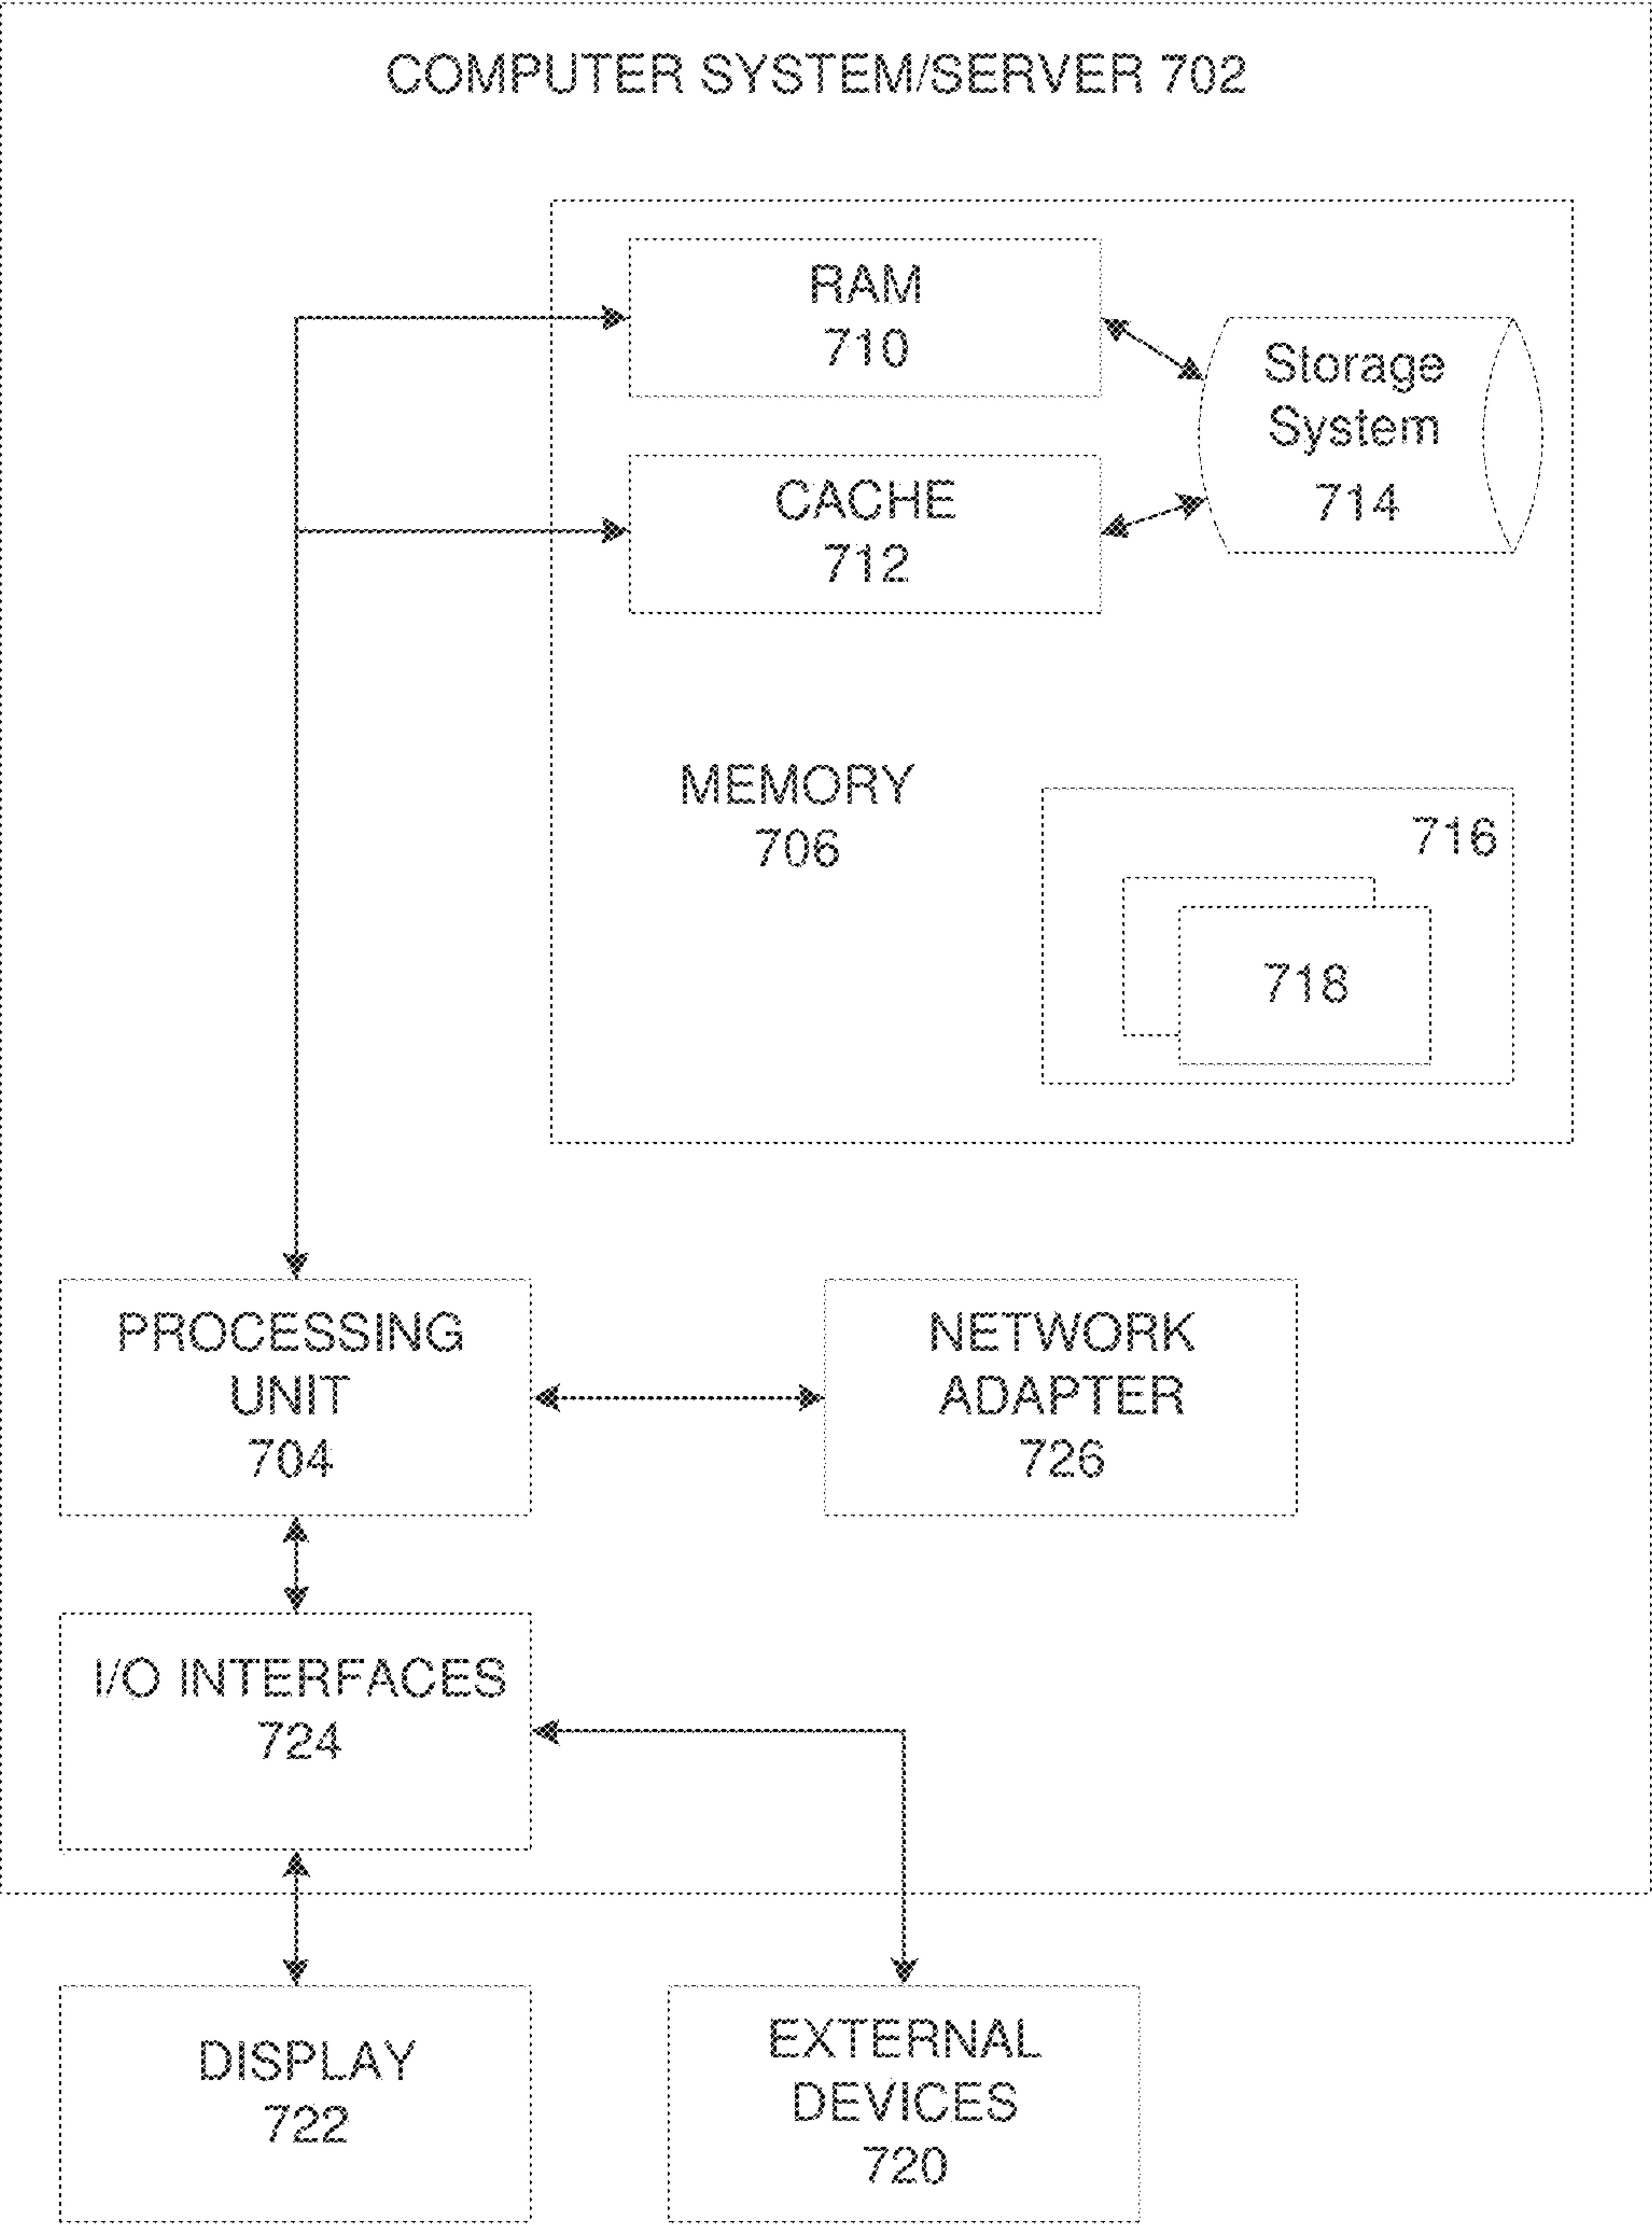 COMPUTER SYSTEM/SERVER 702
RAM
710
Storage
System
714
CACHE
712
MEMORY
706
716
718
PROCESSING
UNIT
704
NETWORK
ADAPTER
726
I/O INTERFACES
724
DISPLAY
722
EXTERNAL
DEVICES
720